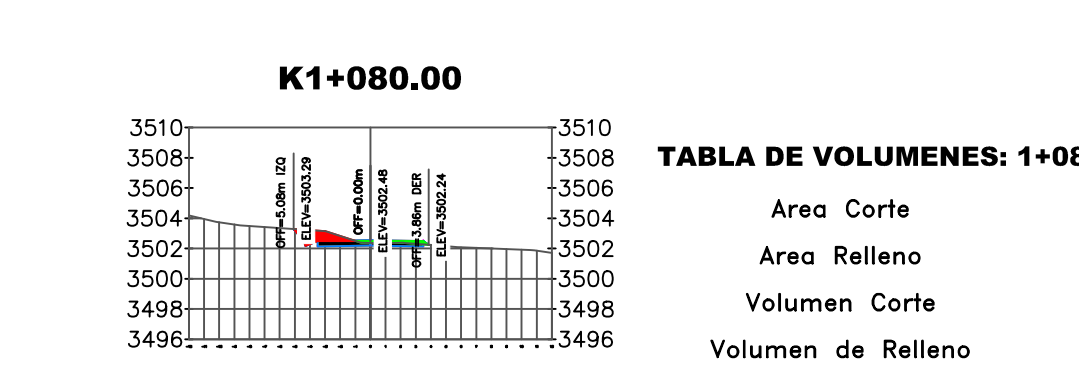 K1+080.00
3510 3510
3508 3508
3506 3506
3504 3504
3502 3502
3500 3500
3498 3498
3496 3496
OFF=5.08m IZQ
ELEV=3503.29
OFF=0.00m
ELEV=3502.48
OFF=3.86m DER
ELEV=3502.24
TABLA DE VOLUMENES: 1+08
Area Corte
Area Relleno
Volumen Corte
Volumen de Relleno